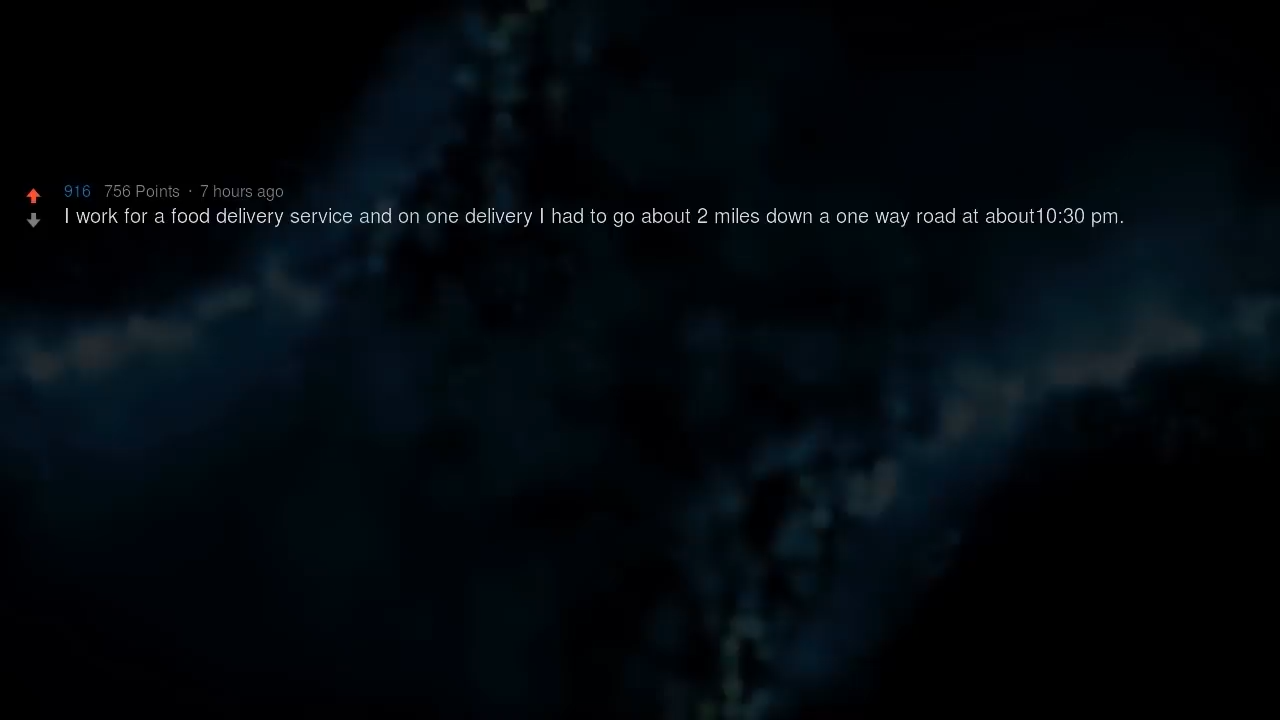 916 756 Points · 7 hours ago
I work for a food delivery service and on one delivery I had to go about 2 miles down a one way road at about10:30 pm.